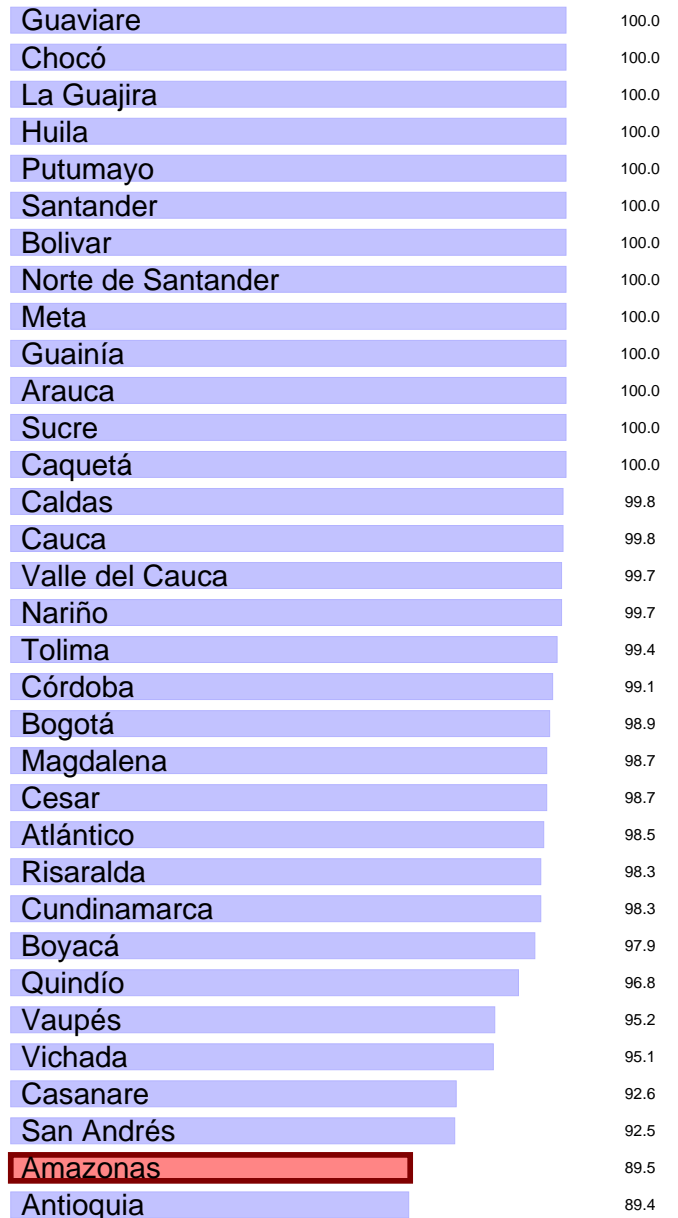 Guaviare 100.0
Chocó 100.0
La Guajira 100.0
Huila 100.0
Putumayo 100.0
Santander 100.0
Bolivar 100.0
Norte de Santander 100.0
Meta 100.0
Guainía 100.0
Arauca 100.0
Sucre 100.0
Caquetá 100.0
Caldas 99.8
Cauca 99.8
Valle del Cauca 99.7
Nariño 99.7
Tolima 99.4
Córdoba 99.1
Bogotá 98.9
Magdalena 98.7
Cesar 98.7
Atlántico 98.5
Risaralda 98.3
Cundinamarca 98.3
Boyacá 97.9
Quindío 96.8
Vaupés 95.2
Vichada 95.1
Casanare 92.6
San Andrés 92.5
Amazonas 89.5
Antioquia 89.4